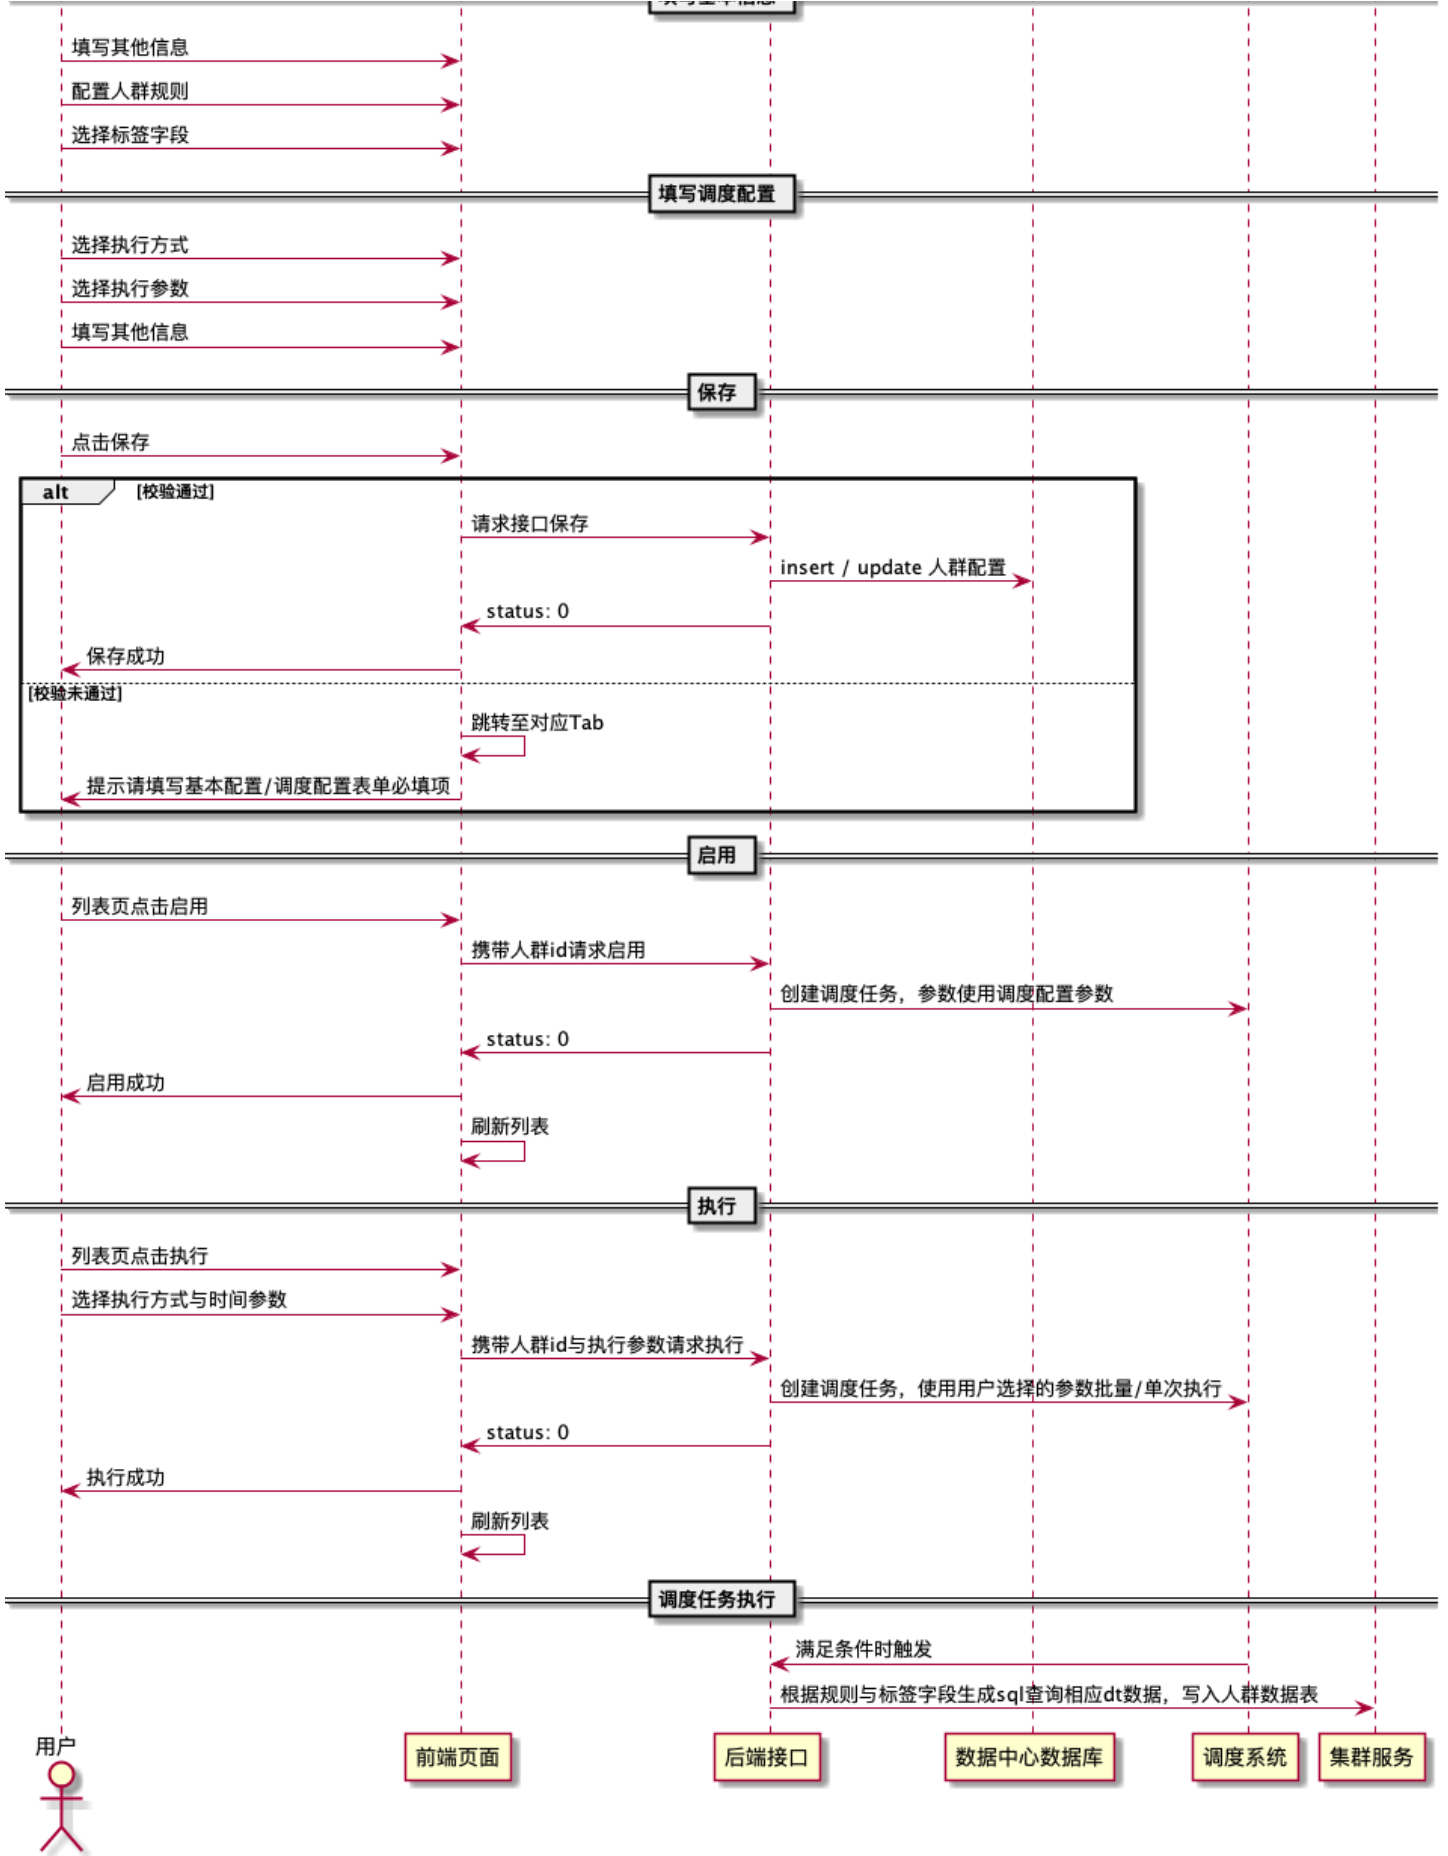 填写其他信息
配置人群规则
选择标签字段
填写调度配置
选择执行方式
选择执行参数
填写其他信息
保存
点击保存
alt [校验通过]
请求接口保存
insert / update 人群配置
status: 0
保存成功
[校验未通过]
跳转至对应Tab
提示请填写基本配置/调度配置表单必填项
启用
列表页点击启用
携带人群id请求启用
创建调度任务，参数使用调度配置参数
status: 0
启用成功
刷新列表
执行
列表页点击执行
选择执行方式与时间参数
携带人群id与执行参数请求执行
创建调度任务，使用用户选择的参数批量/单次执行
status: 0
执行成功
刷新列表
调度任务执行
满足条件时触发
根据规则与标签字段生成sql查询相应dt数据，写入人群数据表
用户
前端页面
后端接口
数据中心数据库
调度系统
集群服务